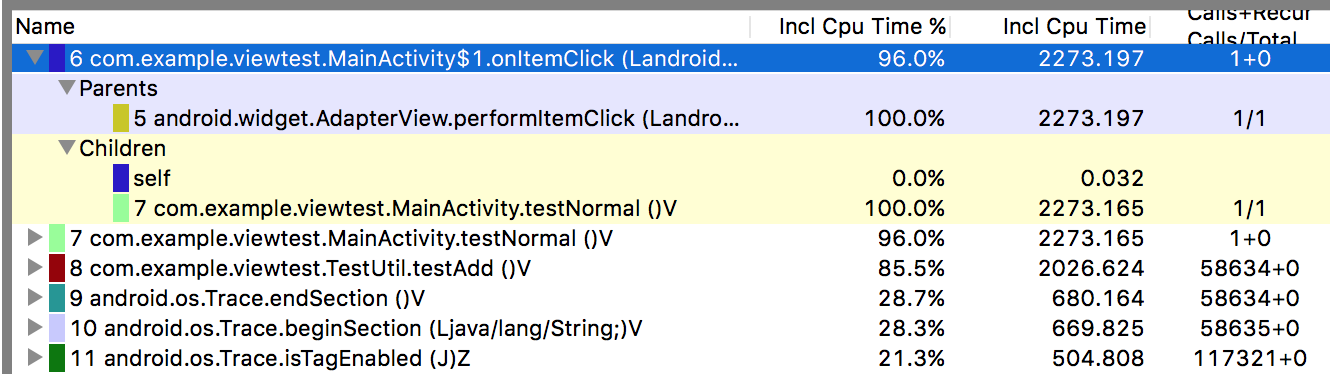 Name Incl Cpu Time % Incl Cpu Time Calls+Recur
Calls/Total
6 com.example.viewtest.MainActivity$1.onItemClick (Landroid... 96.0% 2273.197 1+0
Parents
5 android.widget.AdapterView.performItemClick (Landro... 100.0% 2273.197 1/1
Children
self 0.0% 0.032
7 com.example.viewtest.MainActivity.testNormal ()V 100.0% 2273.165 1/1
7 com.example.viewtest.MainActivity.testNormal ()V 96.0% 2273.165 1+0
8 com.example.viewtest.TestUtil.testAdd ()V 85.5% 2026.624 58634+0
9 android.os.Trace.endSection ()V 28.7% 680.164 58634+0
10 android.os.Trace.beginSection (Ljava/lang/String;)V 28.3% 669.825 58635+0
11 android.os.Trace.isTagEnabled (J)Z 21.3% 504.808 117321+0